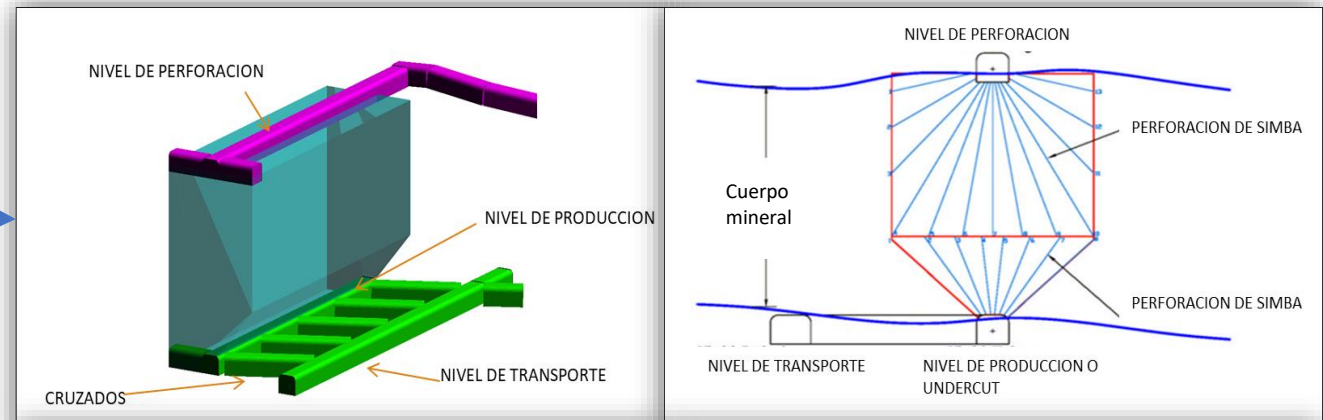 NIVEL DE PERFORACION
NIVEL DE PRODUCCION
NIVEL DE TRANSPORTE
CRUZADOS
NIVEL DE PERFORACION
PERFORACION DE SIMBA
Cuerpo
mineral
PERFORACION DE SIMBA
NIVEL DE TRANSPORTE
NIVEL DE PRODUCCION O
UNDERCUT